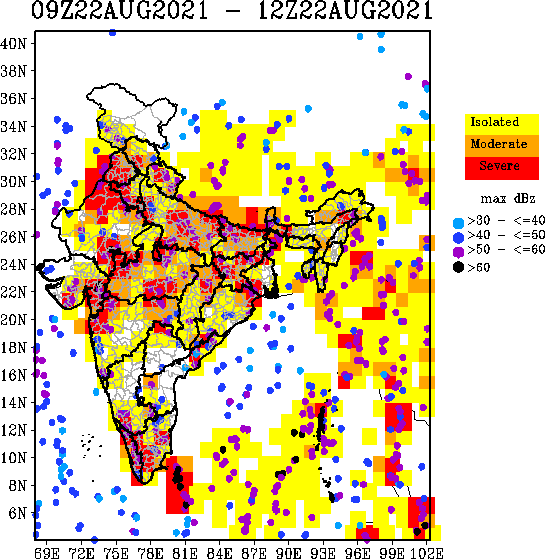 09Z22AUG2021 - 12Z22AUG2021
40N
38N
36N
34N
32N
30N
28N
26N
24N
22N
20N
18N
16N
14N
12N
10N
8N
6N
69E 72E 75E 78E 81E 84E 87E 90E 93E 96E 99E 102E
Isolated
Moderate
Severe
max dBz
>30 - <=40
>40 - <=50
>50 - <=60
>60